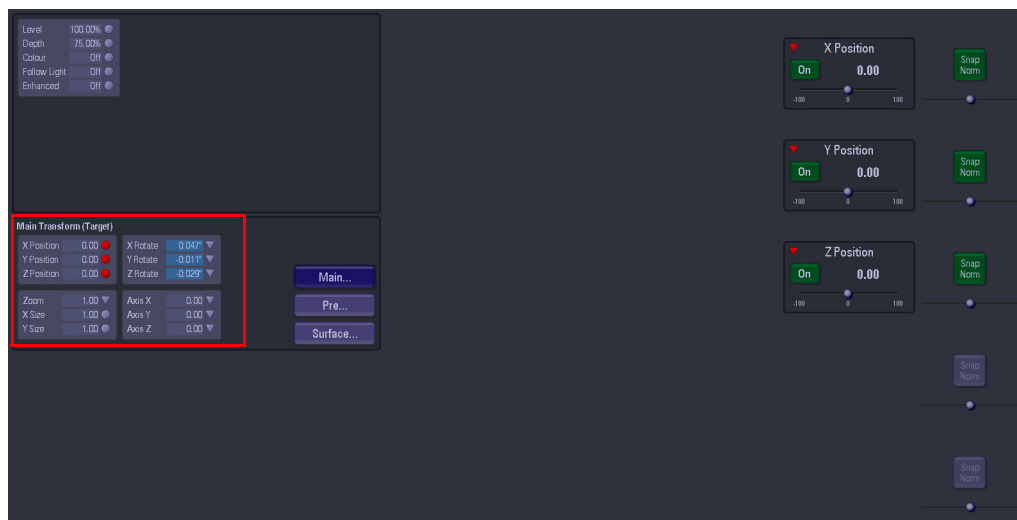 Level 100.00%
Depth 75.00%
Colour Off
Follow Light Off
Enhanced Off
Main Transform (Target)
X Position 0.00 X Rotate 0:047°
Y Position 0.00 Y Rotate -0:011°
Z Position 0.00 Z Rotate -0:029°
Zoom 1.00 Axis X 0.00
X Size 1.00 Axis Y 0.00
Y Size 1.00 Axis Z 0.00
Main...
Pre...
Surface...
X Position
On 0.00
-100 0 100
Snap
Norm
Y Position
On 0.00
-100 0 100
Snap
Norm
Z Position
On 0.00
-100 0 100
Snap
Norm
Snap
Norm
Snap
Norm